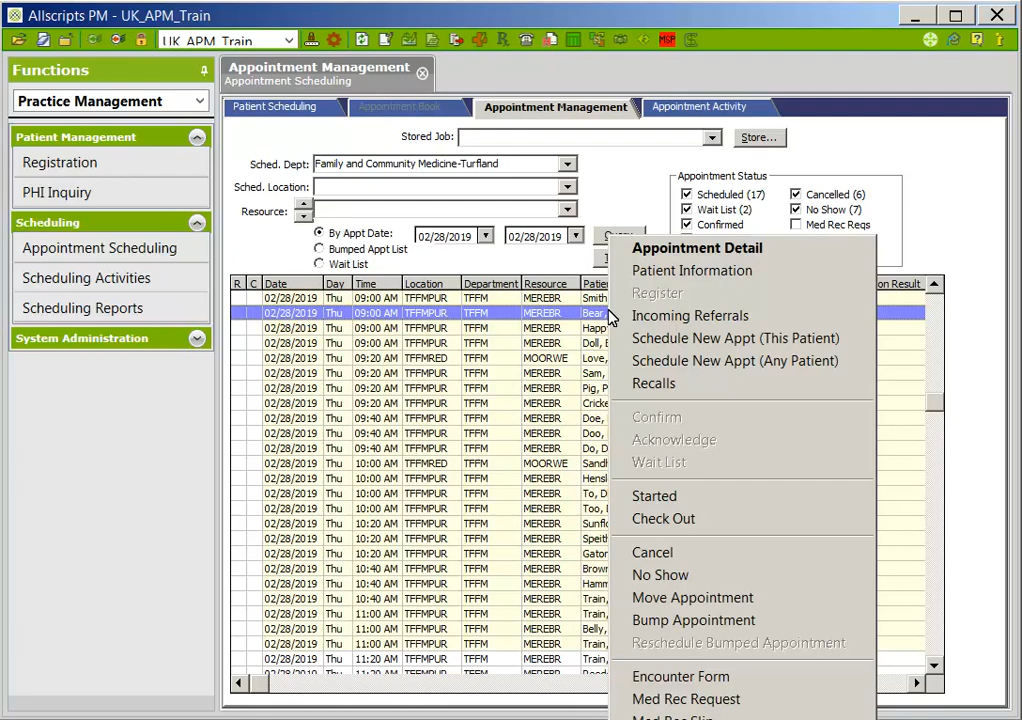 Allscripts PM - UK_APM_Train
UK_APM_Train
MSP
Functions
Practice Management
Patient Management
Registration
PHI Inquiry
Scheduling
Appointment Scheduling
Scheduling Activities
Scheduling Reports
System Administration
Appointment Management
Appointment Scheduling
Patient Scheduling
Appointment Book
Appointment Management
Appointment Activity
Stored Job:
Store...
Sched. Dept: Family and Community Medicine-Turfland
Sched. Location:
Resource:
By Appt Date: 02/28/2019 02/28/2019
Bumped Appt List
Wait List
Appointment Status
Scheduled (17) Cancelled (6)
Wait List (2) No Show (7)
Confirmed Med Rec Reqs
R C Date Day Time Location Department Resource on Result
02/28/2019 Thu 09:00 AM TFFMPUR TFFM MEREBR Smith
02/28/2019 Thu 09:00 AM TFFMPUR TFFM MEREBR Bear,
02/28/2019 Thu 09:00 AM TFFMPUR TFFM MEREBR Happ
02/28/2019 Thu 09:00 AM TFFMPUR TFFM MEREBR Doll,
02/28/2019 Thu 09:00 AM TFFMRED TFFM MOORWE Love,
02/28/2019 Thu 09:20 AM TFFMPUR TFFM MEREBR Sam,
02/28/2019 Thu 09:20 AM TFFMPUR TFFM MEREBR Pig, P
02/28/2019 Thu 09:20 AM TFFMPUR TFFM MEREBR Cricke
02/28/2019 Thu 09:40 AM TFFMPUR TFFM MEREBR Doe,
02/28/2019 Thu 09:40 AM TFFMPUR TFFM MEREBR Doo,
02/28/2019 Thu 09:40 AM TFFMPUR TFFM MEREBR Do, D
02/28/2019 Thu 10:00 AM TFFMRED TFFM MOORWE Sandh
02/28/2019 Thu 10:00 AM TFFMPUR TFFM MEREBR Hensl
02/28/2019 Thu 10:00 AM TFFMPUR TFFM MEREBR To, D
02/28/2019 Thu 10:00 AM TFFMPUR TFFM MEREBR Too,
02/28/2019 Thu 10:20 AM TFFMPUR TFFM MEREBR Sunfl
02/28/2019 Thu 10:20 AM TFFMPUR TFFM MEREBR Speith
02/28/2019 Thu 10:20 AM TFFMPUR TFFM MEREBR Gator
02/28/2019 Thu 10:40 AM TFFMPUR TFFM MEREBR Brown
02/28/2019 Thu 10:40 AM TFFMPUR TFFM MEREBR Hamm
02/28/2019 Thu 10:40 AM TFFMPUR TFFM MEREBR Train,
02/28/2019 Thu 11:00 AM TFFMPUR TFFM MEREBR Train,
02/28/2019 Thu 11:00 AM TFFMPUR TFFM MEREBR Belly,
02/28/2019 Thu 11:00 AM TFFMPUR TFFM MEREBR Train,
02/28/2019 Thu 11:20 AM TFFMPUR TFFM MEREBR Train,
Appointment Detail
Patient Information
Register
Incoming Referrals
Schedule New Appt (This Patient)
Schedule New Appt (Any Patient)
Recalls
Confirm
Acknowledge
Wait List
Started
Check Out
Cancel
No Show
Move Appointment
Bump Appointment
Reschedule Bumped Appointment
Encounter Form
Med Rec Request
Med Rec Slip